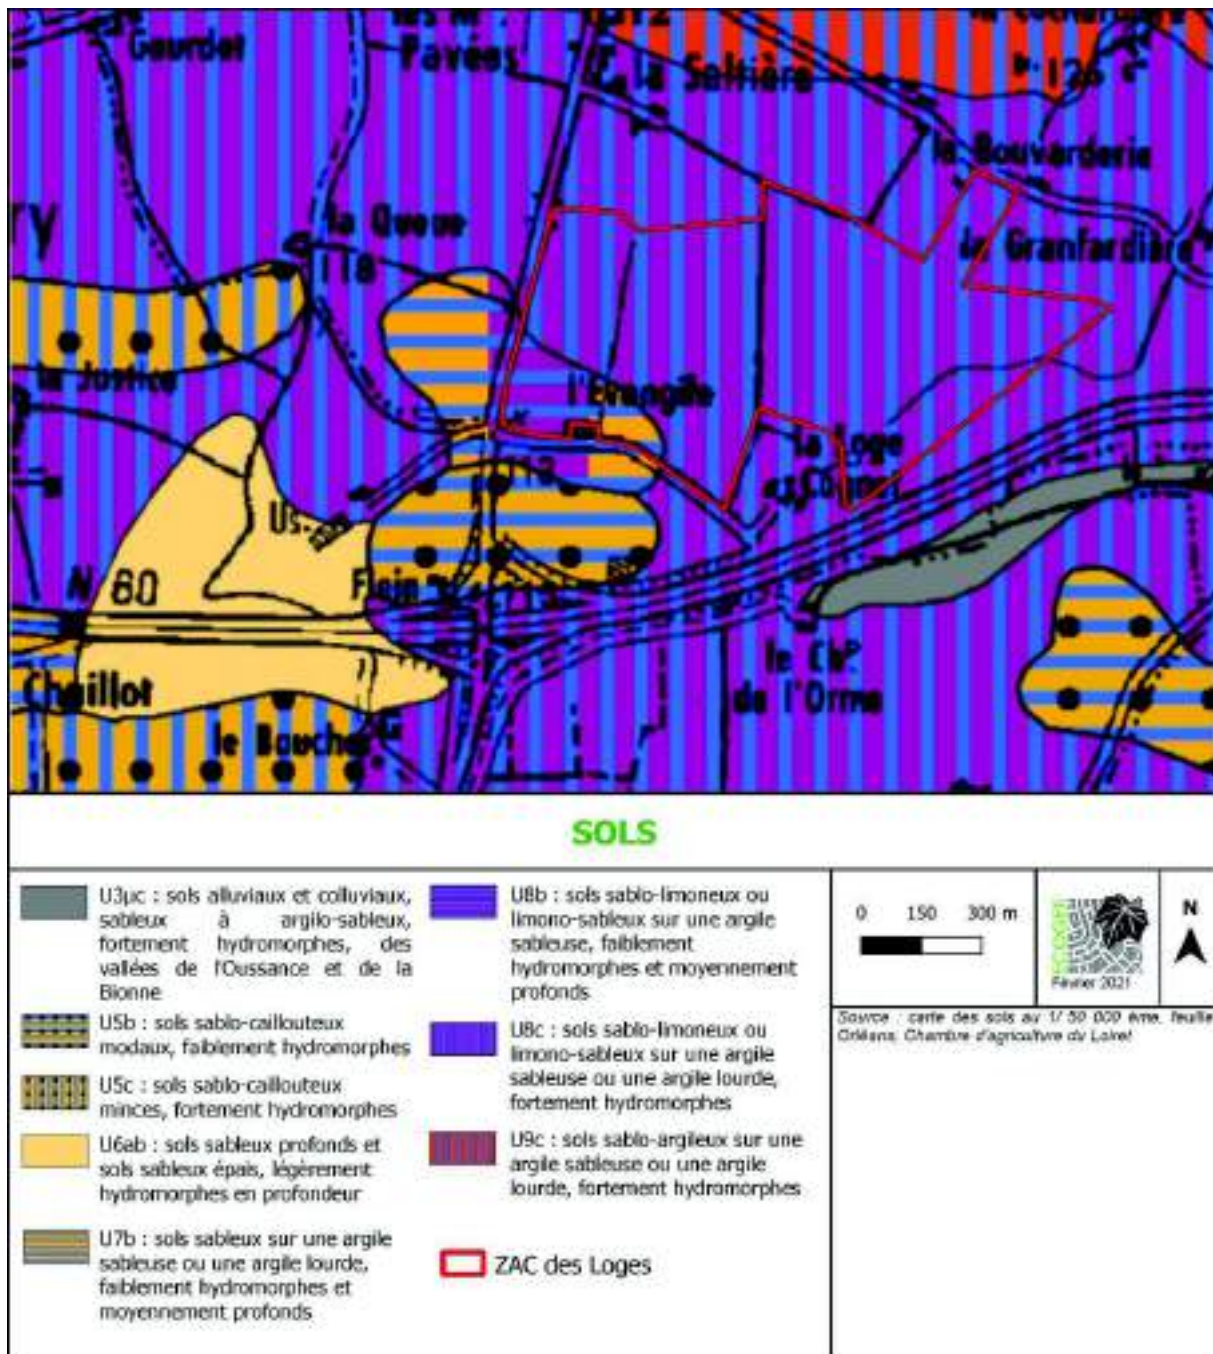 Gourdet
Pavées
la Saltière
126
la Bouvarderie
la Queue
118
la Granfardière
la Justice
l'Evangile
la Loge
Us.
N 60
le Ch^P.
de l'Orme
Chaillot
SOLS
U3µc : sols alluviaux et colluviaux,
sableux à argilo-sableux,
fortement hydromorphes, des
vallées de l'Oussance et de la
Bionne
U5b : sols sablo-caillouteux
modaux, faiblement hydromorphes
U5c : sols sablo-caillouteux
minces, fortement hydromorphes
U6ab : sols sableux profonds et
sols sableux épais, légèrement
hydromorphes en profondeur
U7b : sols sableux sur une argile
sableuse ou une argile lourde,
faiblement hydromorphes et
moyennement profonds
U8b : sols sablo-limoneux ou
limono-sableux sur une argile
sableuse, faiblement
hydromorphes et moyennement
profonds
U8c : sols sablo-limoneux ou
limono-sableux sur une argile
sableuse ou une argile lourde,
fortement hydromorphes
U9c : sols sablo-argileux sur une
argile sableuse ou une argile
lourde, fortement hydromorphes
ZAC des Loges
0 150 300 m
Février 2021
N
Source : carte des sols au 1/ 50 000 ème, feuille
Orléans, Chambre d'agriculture du Loiret